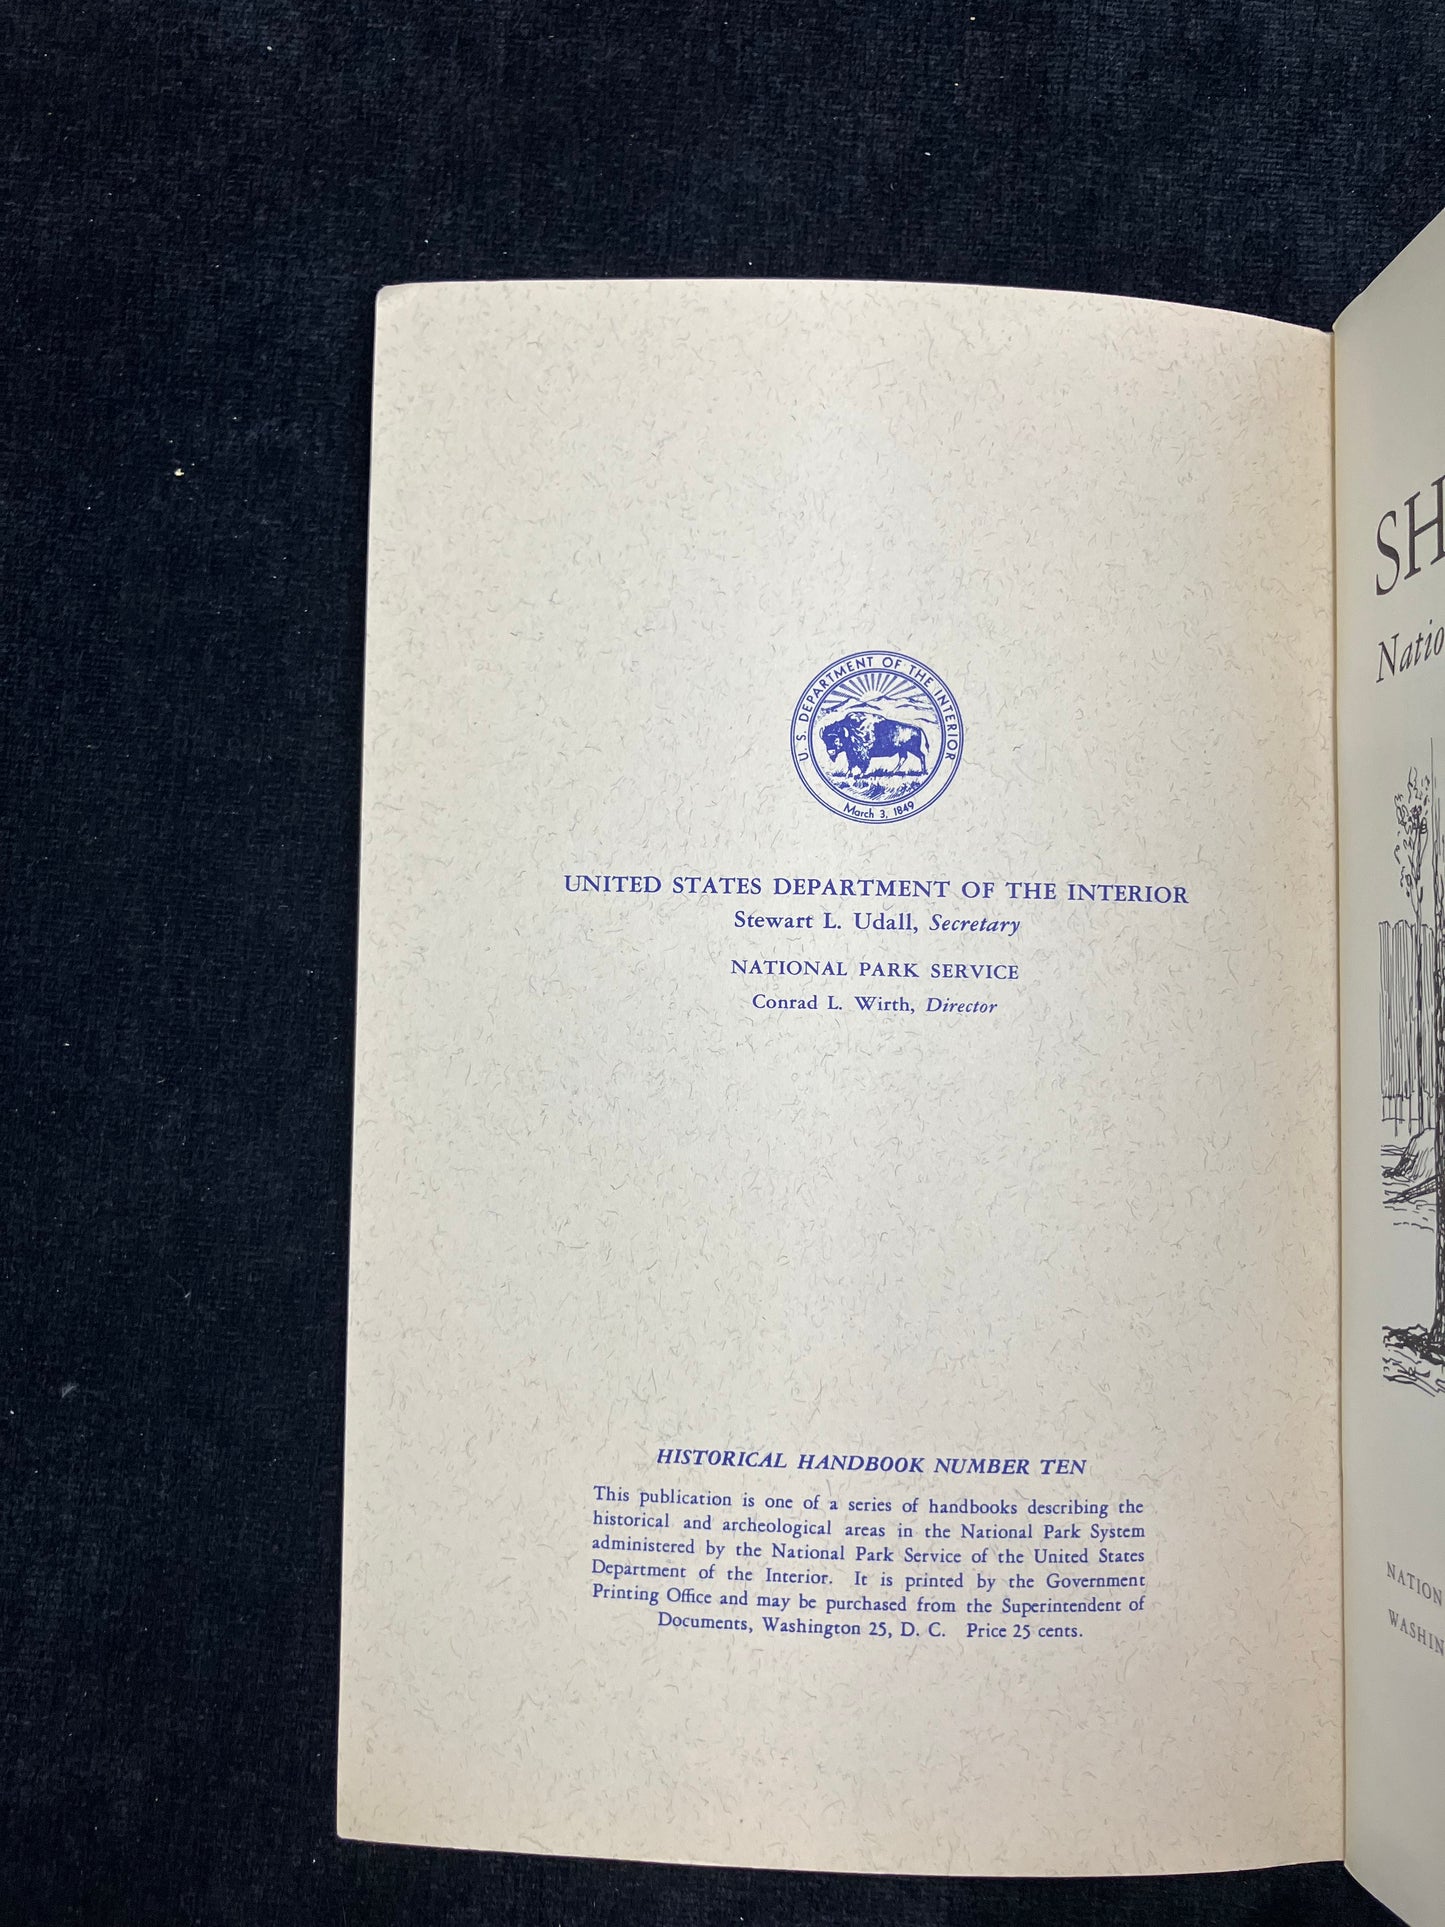 U. S. DEPARTMENT OF THE INTERIOR
March 3, 1849
UNITED STATES DEPARTMENT OF THE INTERIOR
Stewart L. Udall, Secretary
NATIONAL PARK SERVICE
Conrad L. Wirth, Director
HISTORICAL HANDBOOK NUMBER TEN
This publication is one of a series of handbooks describing the
historical and archeological areas in the National Park System
administered by the National Park Service of the United States
Department of the Interior. It is printed by the Government
Printing Office and may be purchased from the Superintendent of
Documents, Washington 25, D. C. Price 25 cents.
SH
Natio
NATION
WASHIN